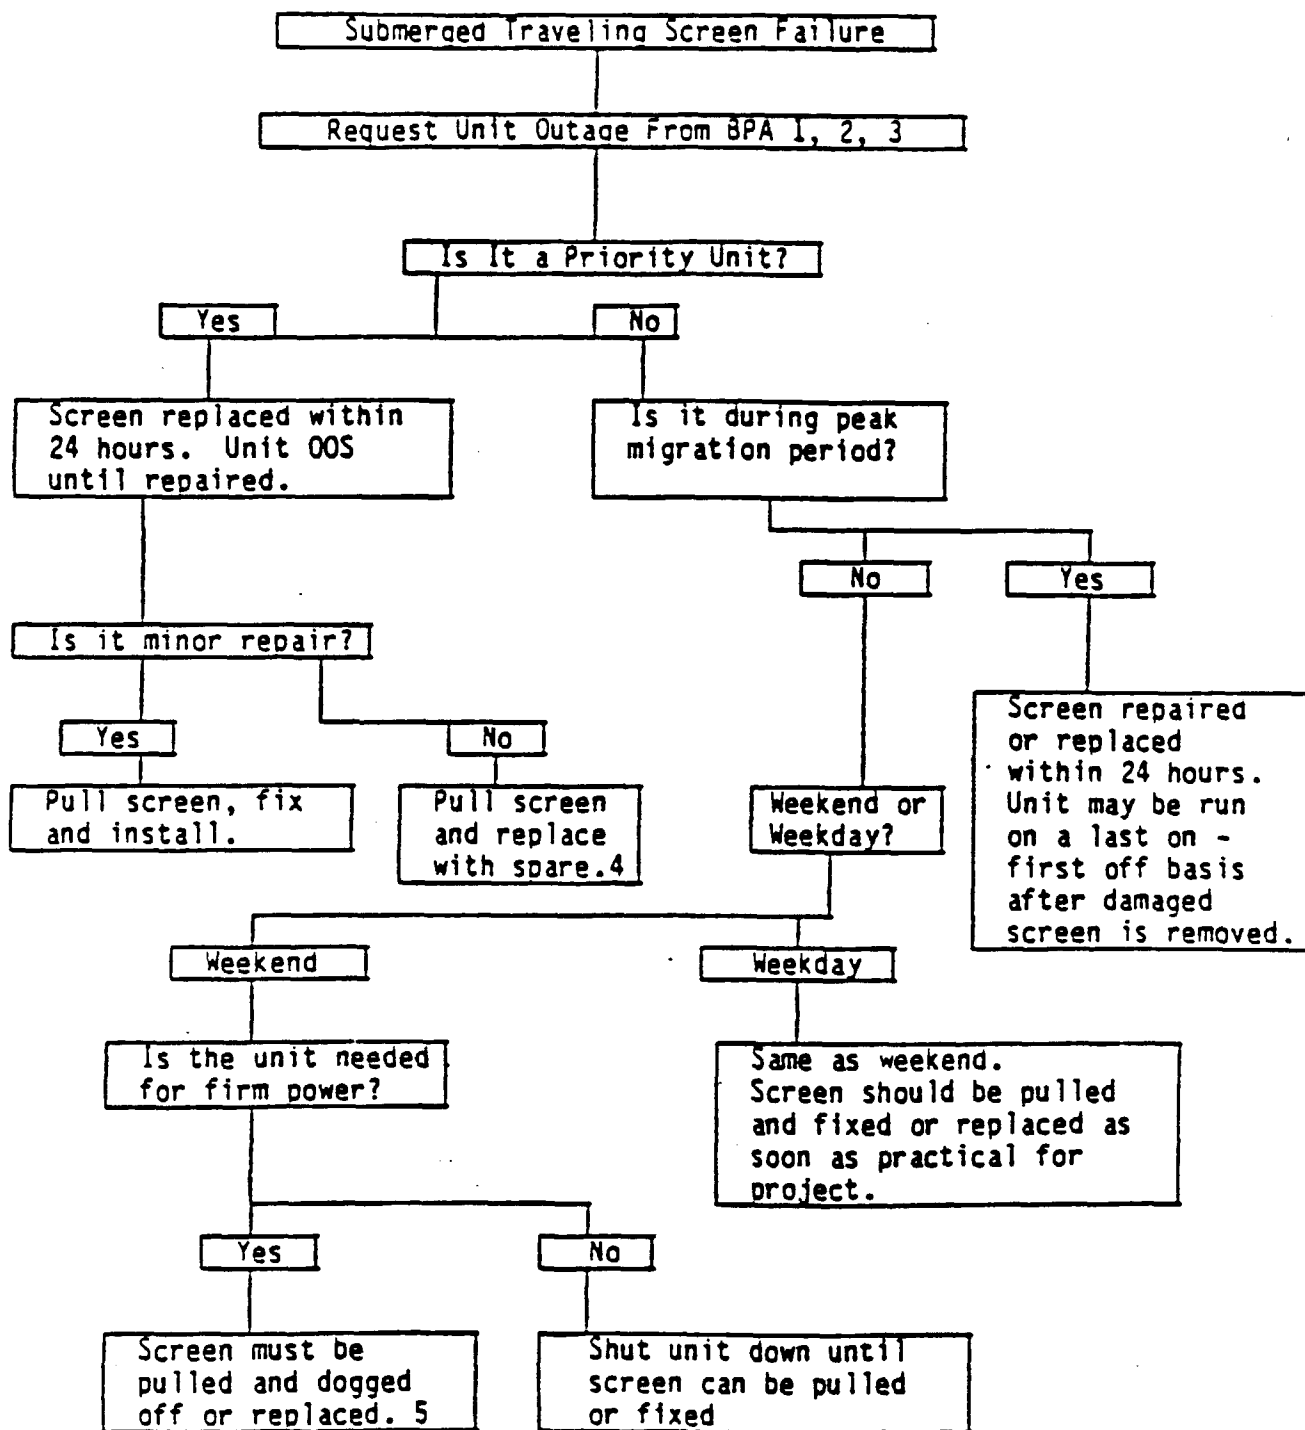 Submerged Traveling Screen Failure
Request Unit Outage From BPA 1, 2, 3
Is It a Priority Unit?
Yes
No
Screen replaced within
24 hours. Unit OOS
until repaired.
Is it during peak
migration period?
No
Yes
Is it minor repair?
Yes
No
Pull screen, fix
and install.
Pull screen
and replace
with spare.4
Weekend or
Weekday?
Screen repaired
or replaced
within 24 hours.
Unit may be run
on a last on -
first off basis
after damaged
screen is removed.
Weekend
Weekday
Is the unit needed
for firm power?
Same as weekend.
Screen should be pulled
and fixed or replaced as
soon as practical for
project.
Yes
No
Screen must be
pulled and dogged
off or replaced. 5
Shut unit down until
screen can be pulled
or fixed